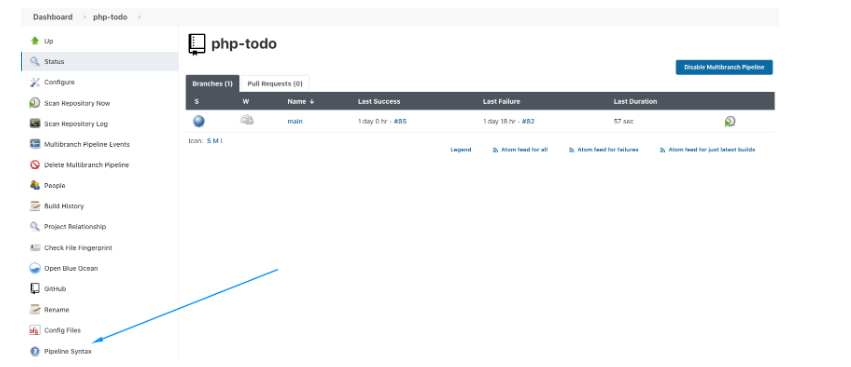 Dashboard php-todo
Up
Status
Configure
Scan Repository Now
Scan Repository Log
Multibranch Pipeline Events
Delete Multibranch Pipeline
People
Build History
Project Relationship
Check File Fingerprint
Open Blue Ocean
GitHub
Rename
Config Files
Pipeline Syntax
php-todo
Disable Multibranch Pipeline
Branches (1) Pull Requests (0)
S W Name ↓ Last Success Last Failure Last Duration
main 1 day 0 hr - #85 1 day 18 hr - #82 57 sec
Icon: S M L
Legend Atom feed for all Atom feed for failures Atom feed for just latest builds